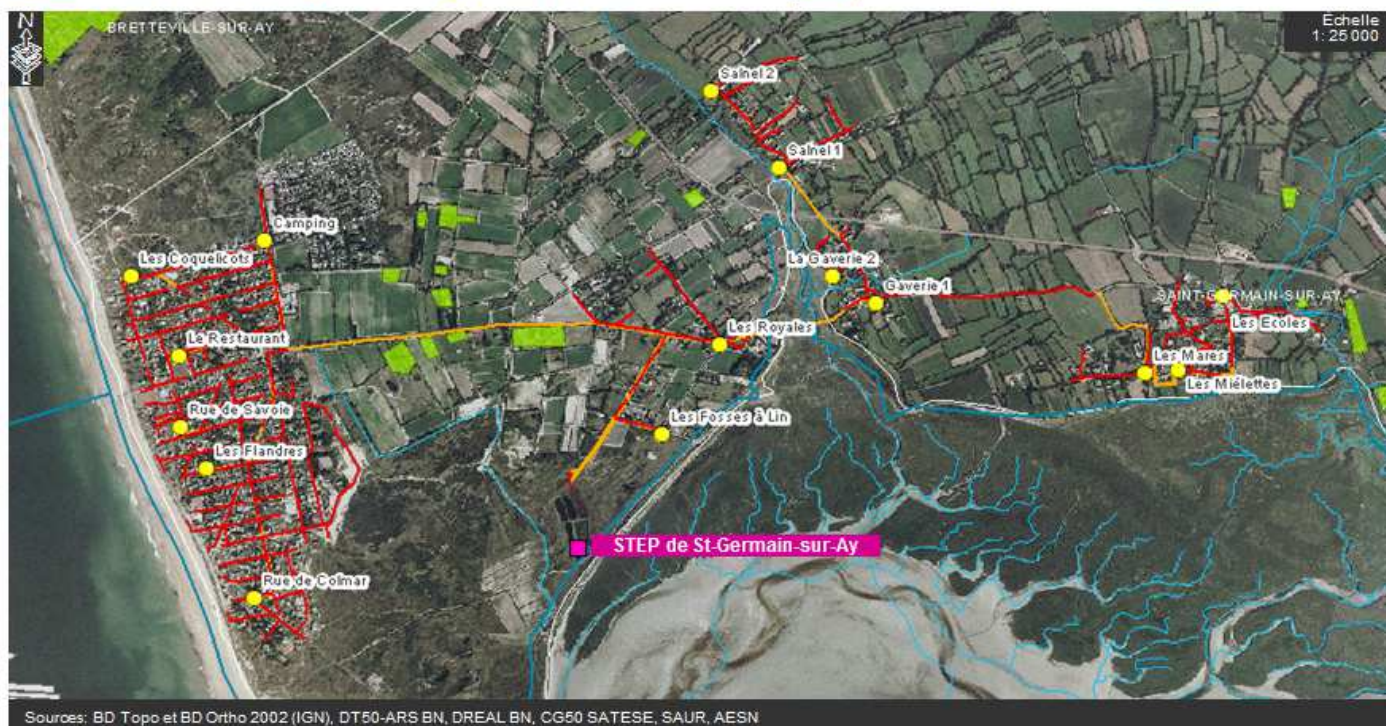 N
BRETTEVILLE-SUR-AY
Échelle
1: 25 000
Salnel 2
Salnel 1
Camping
Les Coquelicots
La Gaverie 2
Gaverie 1
SAINT-GERMAIN-SUR-AY
Les Ecoles
Le Restaurant
Les Royales
Les Mares
Les Miélettes
Rue de Savoie
Les Fosses à Lin
Les Flandres
STEP de St-Germain-sur-Ay
Rue de Colmar
Sources: BD Topo et BD Ortho 2002 (IGN), DT50-ARS BN, DREAL BN, CG50 SATESE, SAUR, AESN